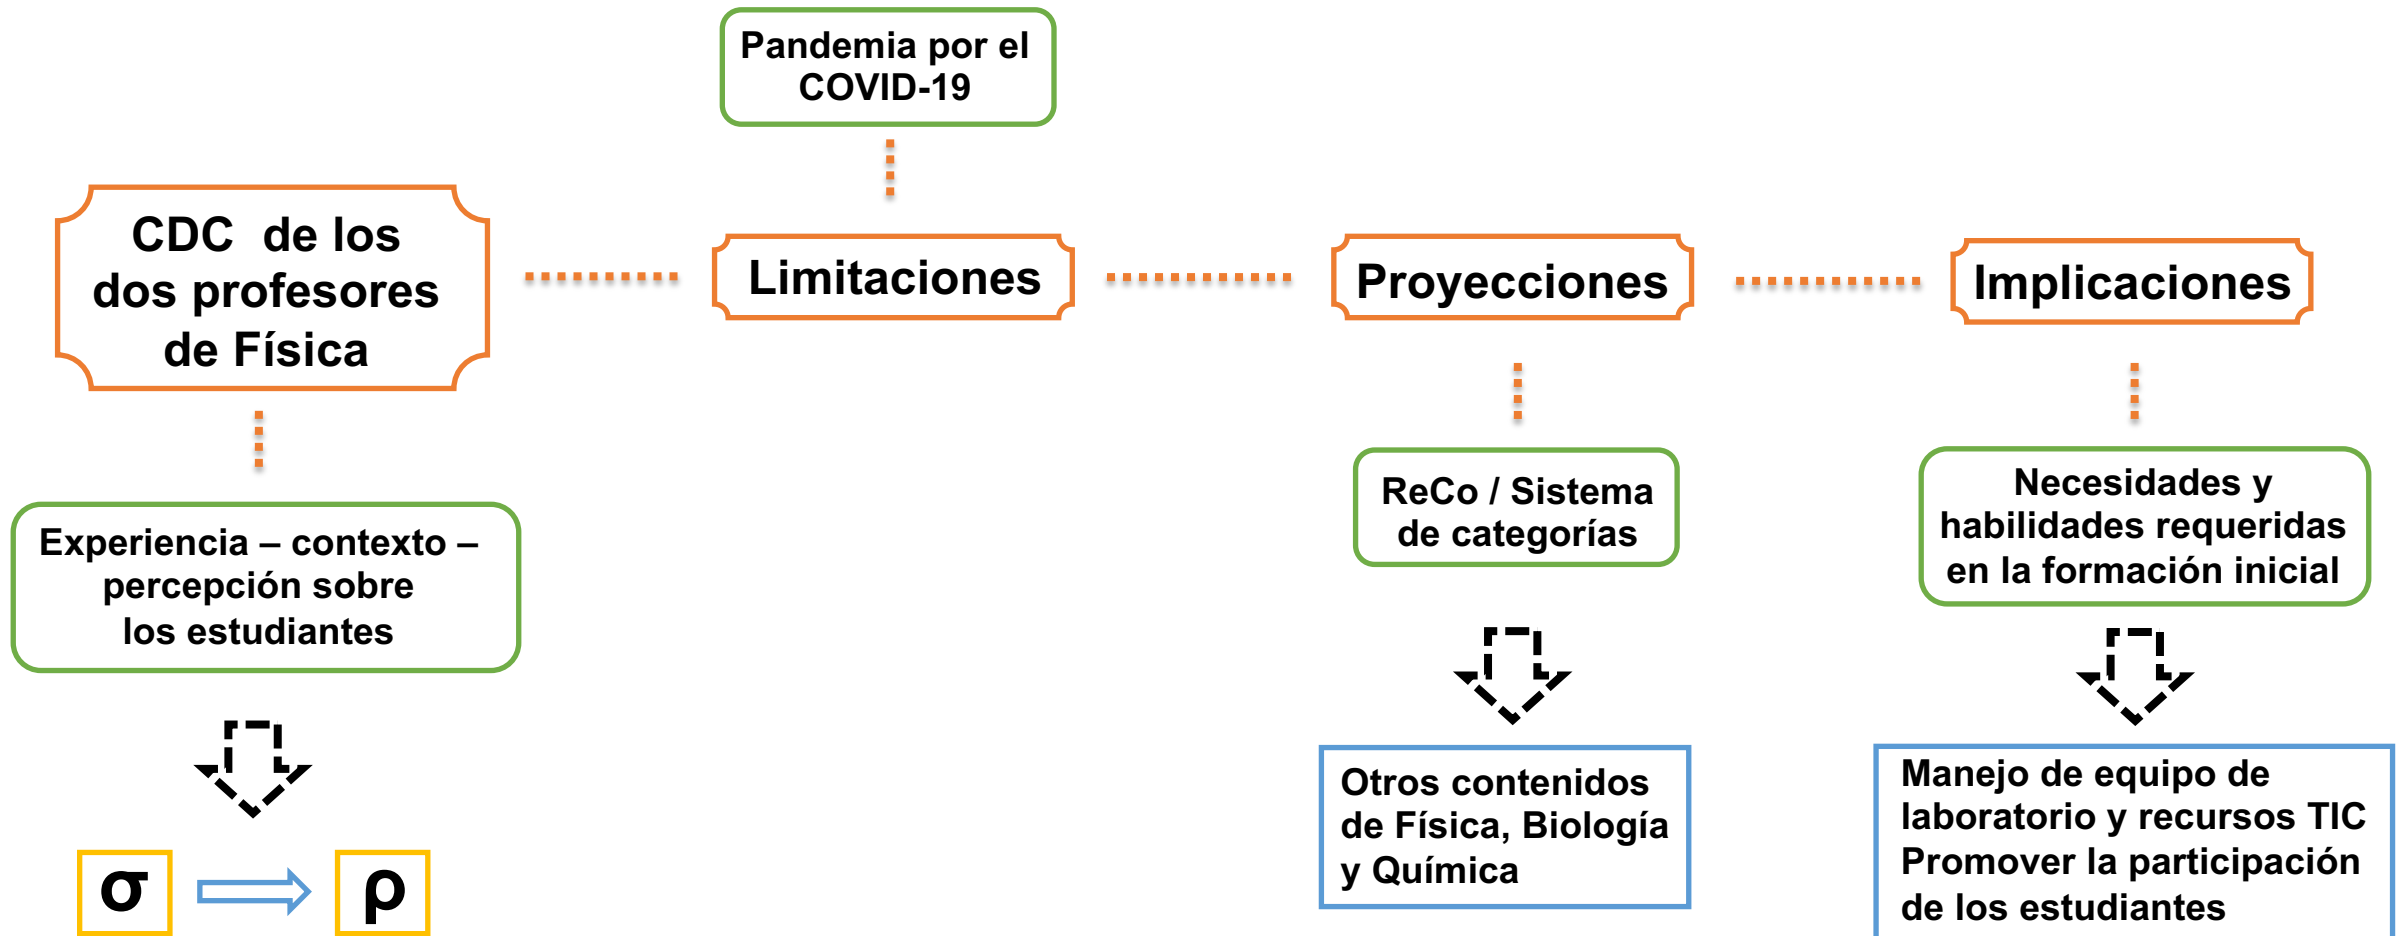 Pandemia por el
COVID-19
CDC de los
dos profesores
de Física
Limitaciones
Proyecciones
Implicaciones
Experiencia – contexto –
percepción sobre
los estudiantes
ReCo / Sistema
de categorías
Necesidades y
habilidades requeridas
en la formación inicial
σ
ρ
Otros contenidos
de Física, Biología
y Química
Manejo de equipo de
laboratorio y recursos TIC
Promover la participación
de los estudiantes